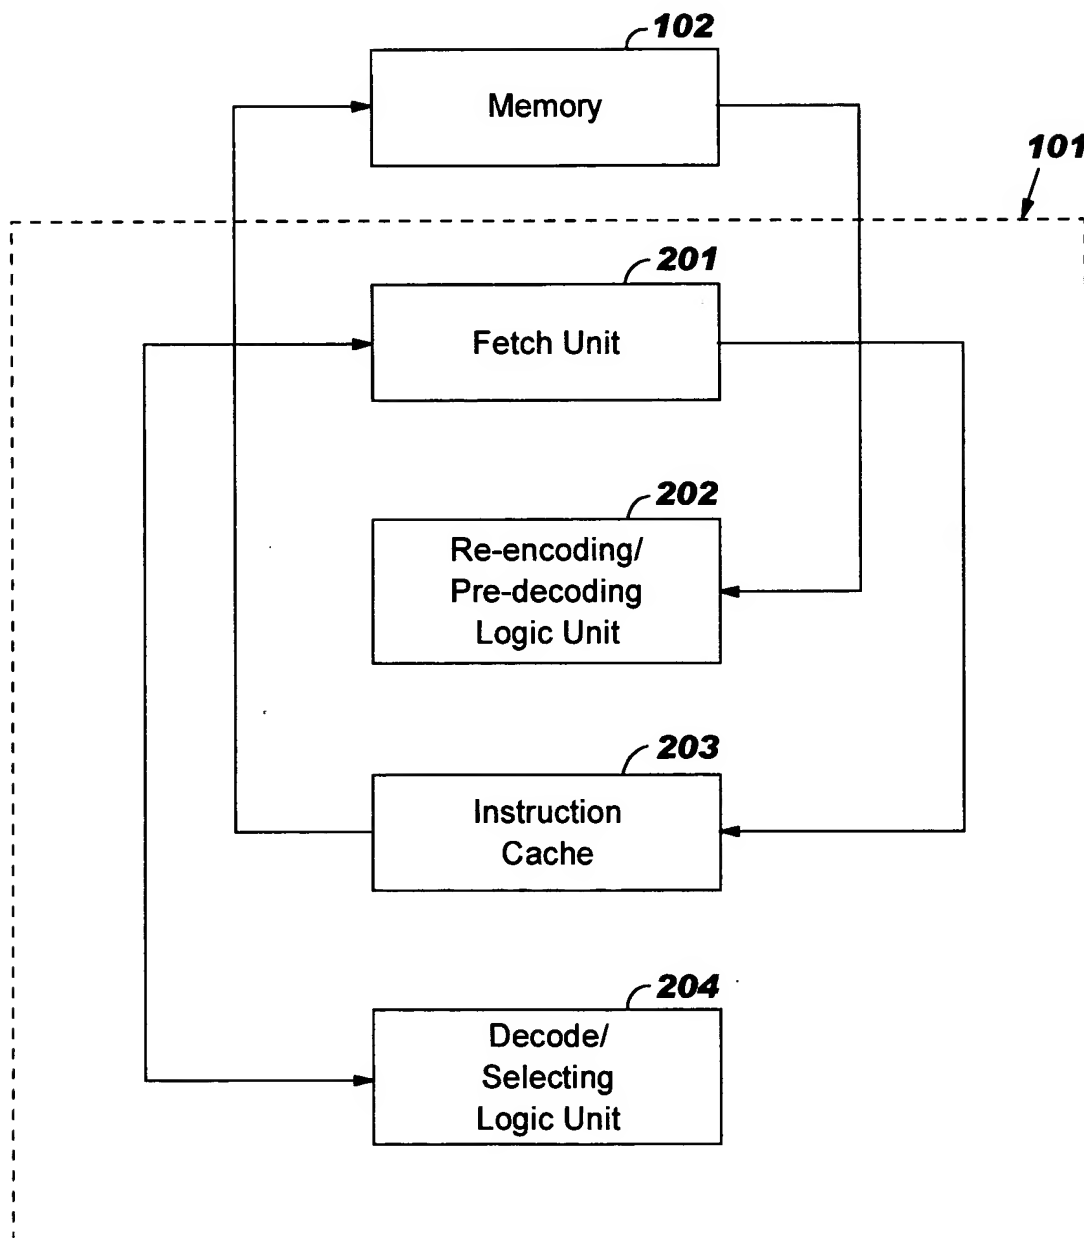 102
Memory
101
201
Fetch Unit
202
Re-encoding/
Pre-decoding
Logic Unit
203
Instruction
Cache
204
Decode/
Selecting
Logic Unit